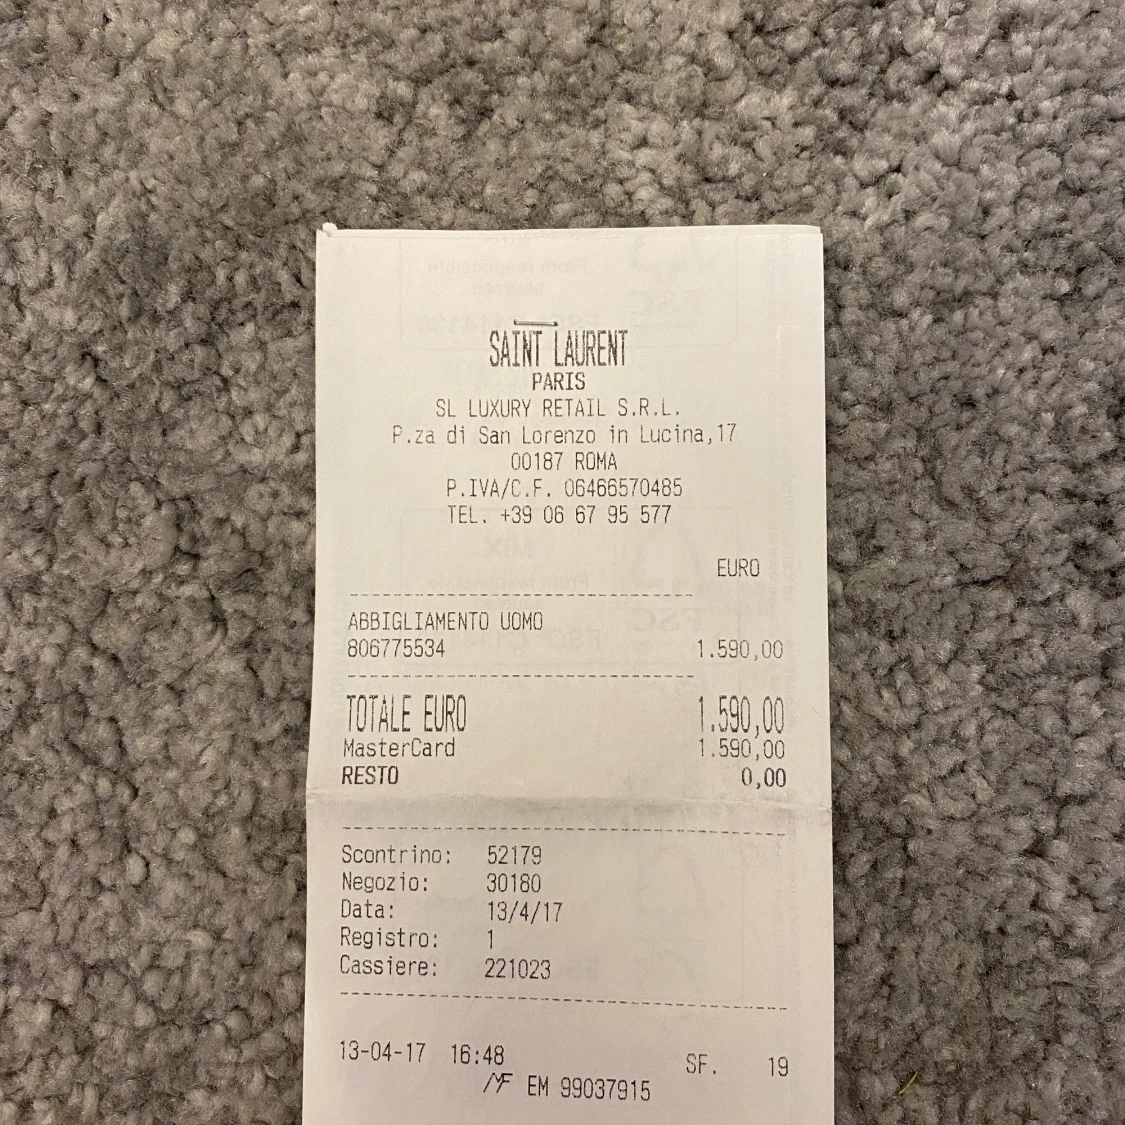 SAINT LAURENT
PARIS
SL LUXURY RETAIL S.R.L.
P.za di San Lorenzo in Lucina,17
00187 ROMA
P.IVA/C.F. 06466570485
TEL. +39 06 67 95 577
EURO
ABBIGLIAMENTO UOMO
806775534 1.590,00
TOTALE EURO 1.590,00
MasterCard 1.590,00
RESTO 0,00
Scontrino: 52179
Negozio: 30180
Data: 13/4/17
Registro: 1
Cassiere: 221023
13-04-17 16:48 SF. 19
MF EM 99037915